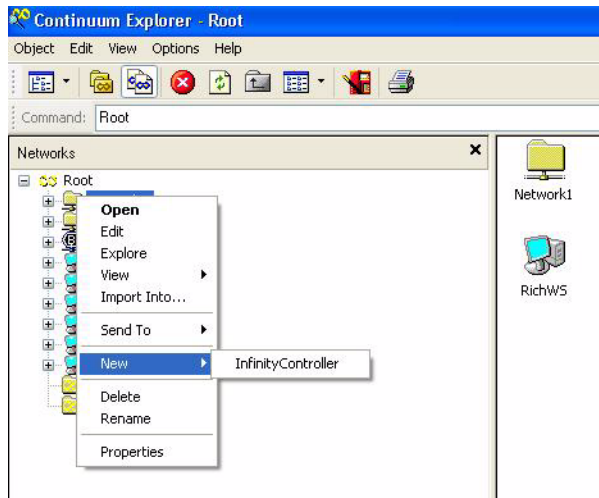 Continuum Explorer - Root
Object Edit View Options Help
Command: Root
Networks
Root
Open
Edit
Explore
View
Import Into...
Send To
New
InfinityController
Delete
Rename
Properties
Network1
RichWS